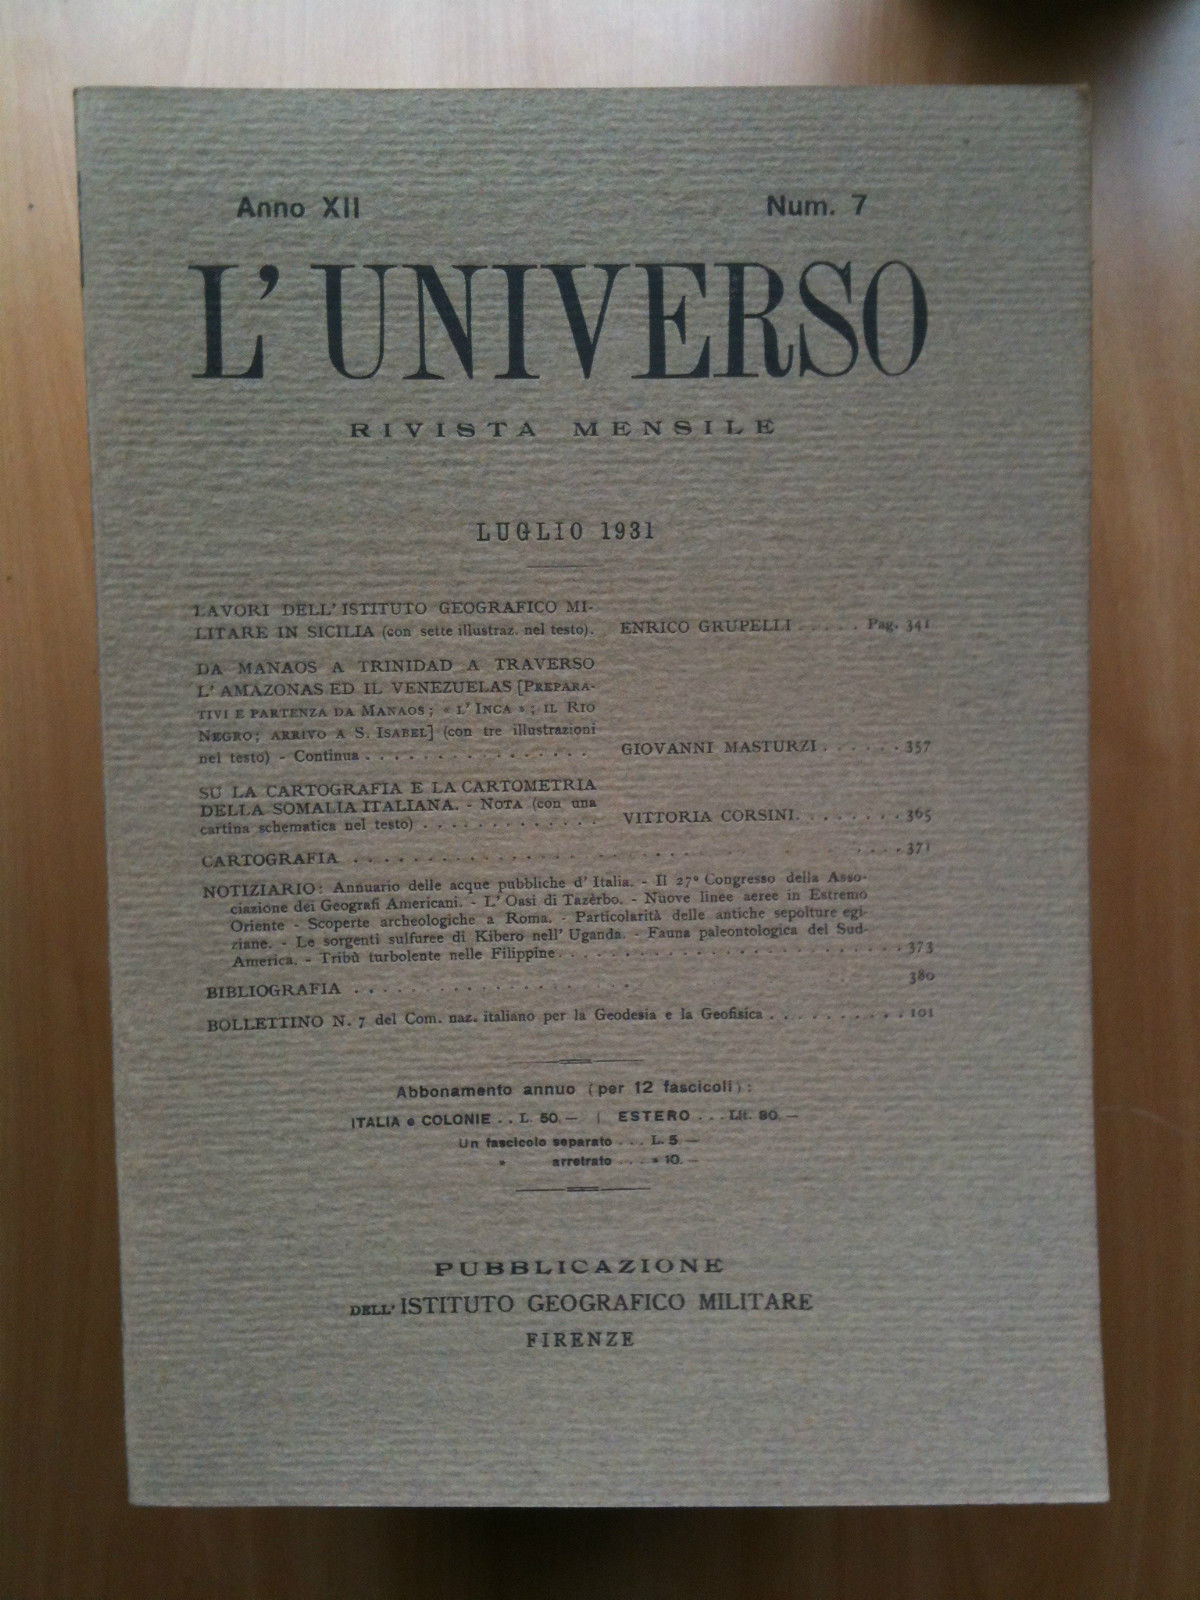 Anno XII Num. 7
L'UNIVERSO
RIVISTA MENSILE
LUGLIO 1931
LAVORI DELL'ISTITUTO GEOGRAFICO MI-
LITARE IN SICILIA (con sette illustraz. nel testo). ENRICO GRUPELLI . . . . . Pag. 341
DA MANAOS A TRINIDAD A TRAVERSO
L'AMAZONAS ED IL VENEZUELAS [PREPARA-
TIVI E PARTENZA DA MANAOS; « L'INCA »; IL RIO
NEGRO; ARRIVO A S. ISABEL] (con tre illustrazioni
nel testo) - Continua . . . . . . . . . . . . . . . GIOVANNI MASTURZI . . . . . . 357
SU LA CARTOGRAFIA E LA CARTOMETRIA
DELLA SOMALIA ITALIANA. - NOTA (con una
cartina schematica nel testo) . . . . . . . . . . . . VITTORIA CORSINI. . . . . . . . 365
CARTOGRAFIA . . . . . . . . . . . . . . . . . . . . . . . . . . . . 371
NOTIZIARIO: Annuario delle acque pubbliche d'Italia. - Il 27° Congresso della Asso-
ciazione dei Geografi Americani. - L'Oasi di Tazèrbo. - Nuove linee aeree in Estremo
Oriente - Scoperte archeologiche a Roma. - Particolarità delle antiche sepolture egi-
ziane. - Le sorgenti sulfuree di Kibero nell'Uganda. - Fauna paleontologica del Sud-
America. - Tribù turbolente nelle Filippine. . . . . . . . . . . . . . . . . . . 373
BIBLIOGRAFIA . . . . . . . . . . . . . . . . . . 380
BOLLETTINO N. 7 del Com. naz. italiano per la Geodesia e la Geofisica . . . . . . . . . . 101
Abbonamento annuo (per 12 fascicoli):
ITALIA e COLONIE . . L. 50.— | ESTERO . . . Lit. 80.—
Un fascicolo separato . . . L. 5 —
» arretrato . . . . » 10. —
PUBBLICAZIONE
DELL'ISTITUTO GEOGRAFICO MILITARE
FIRENZE